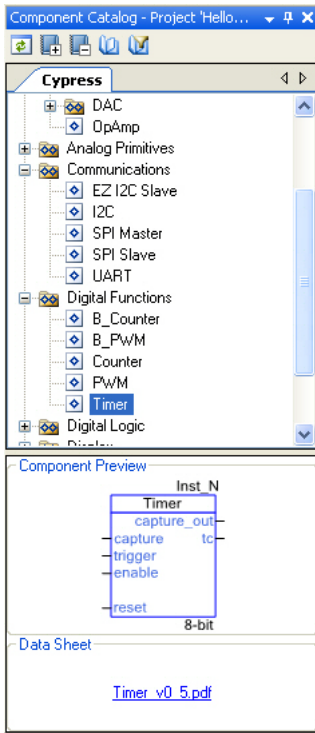 Component Catalog - Project 'Hello...
Cypress
DAC
OpAmp
Analog Primitives
Communications
EZ I2C Slave
I2C
SPI Master
SPI Slave
UART
Digital Functions
B_Counter
B_PWM
Counter
PWM
Timer
Digital Logic
Display
Component Preview
Inst_N
Timer
capture_out
capture tc
trigger
enable
reset
8-bit
Data Sheet
Timer_v0_5.pdf